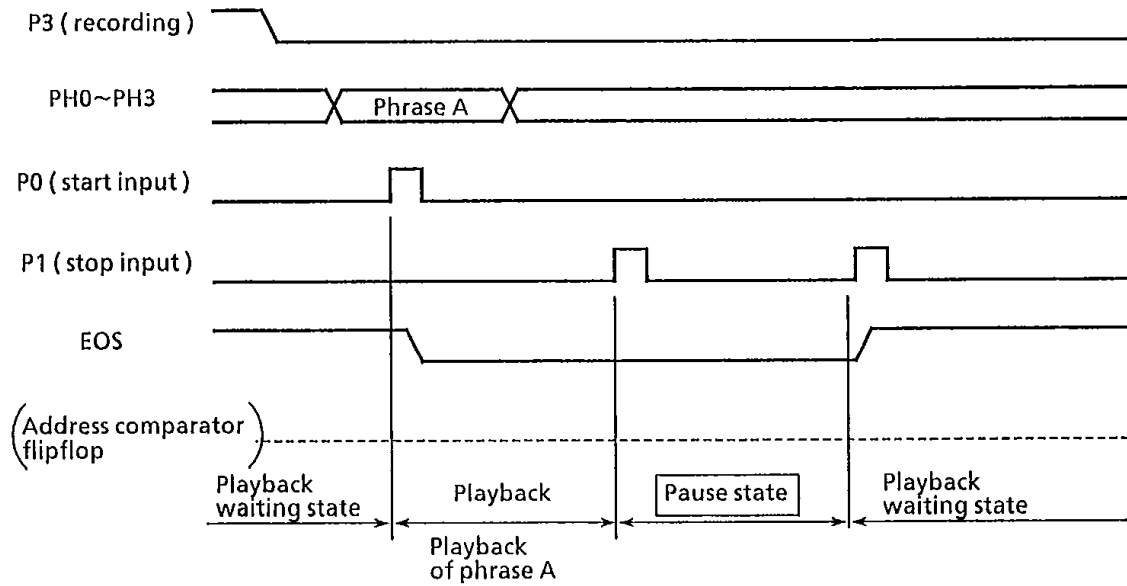 P3 ( recording )
PH0~PH3
Phrase A
P0 ( start input )
P1 ( stop input )
EOS
(Address comparator
flipflop)
Playback
waiting state
Playback
Pause state
Playback
waiting state
Playback
of phrase A